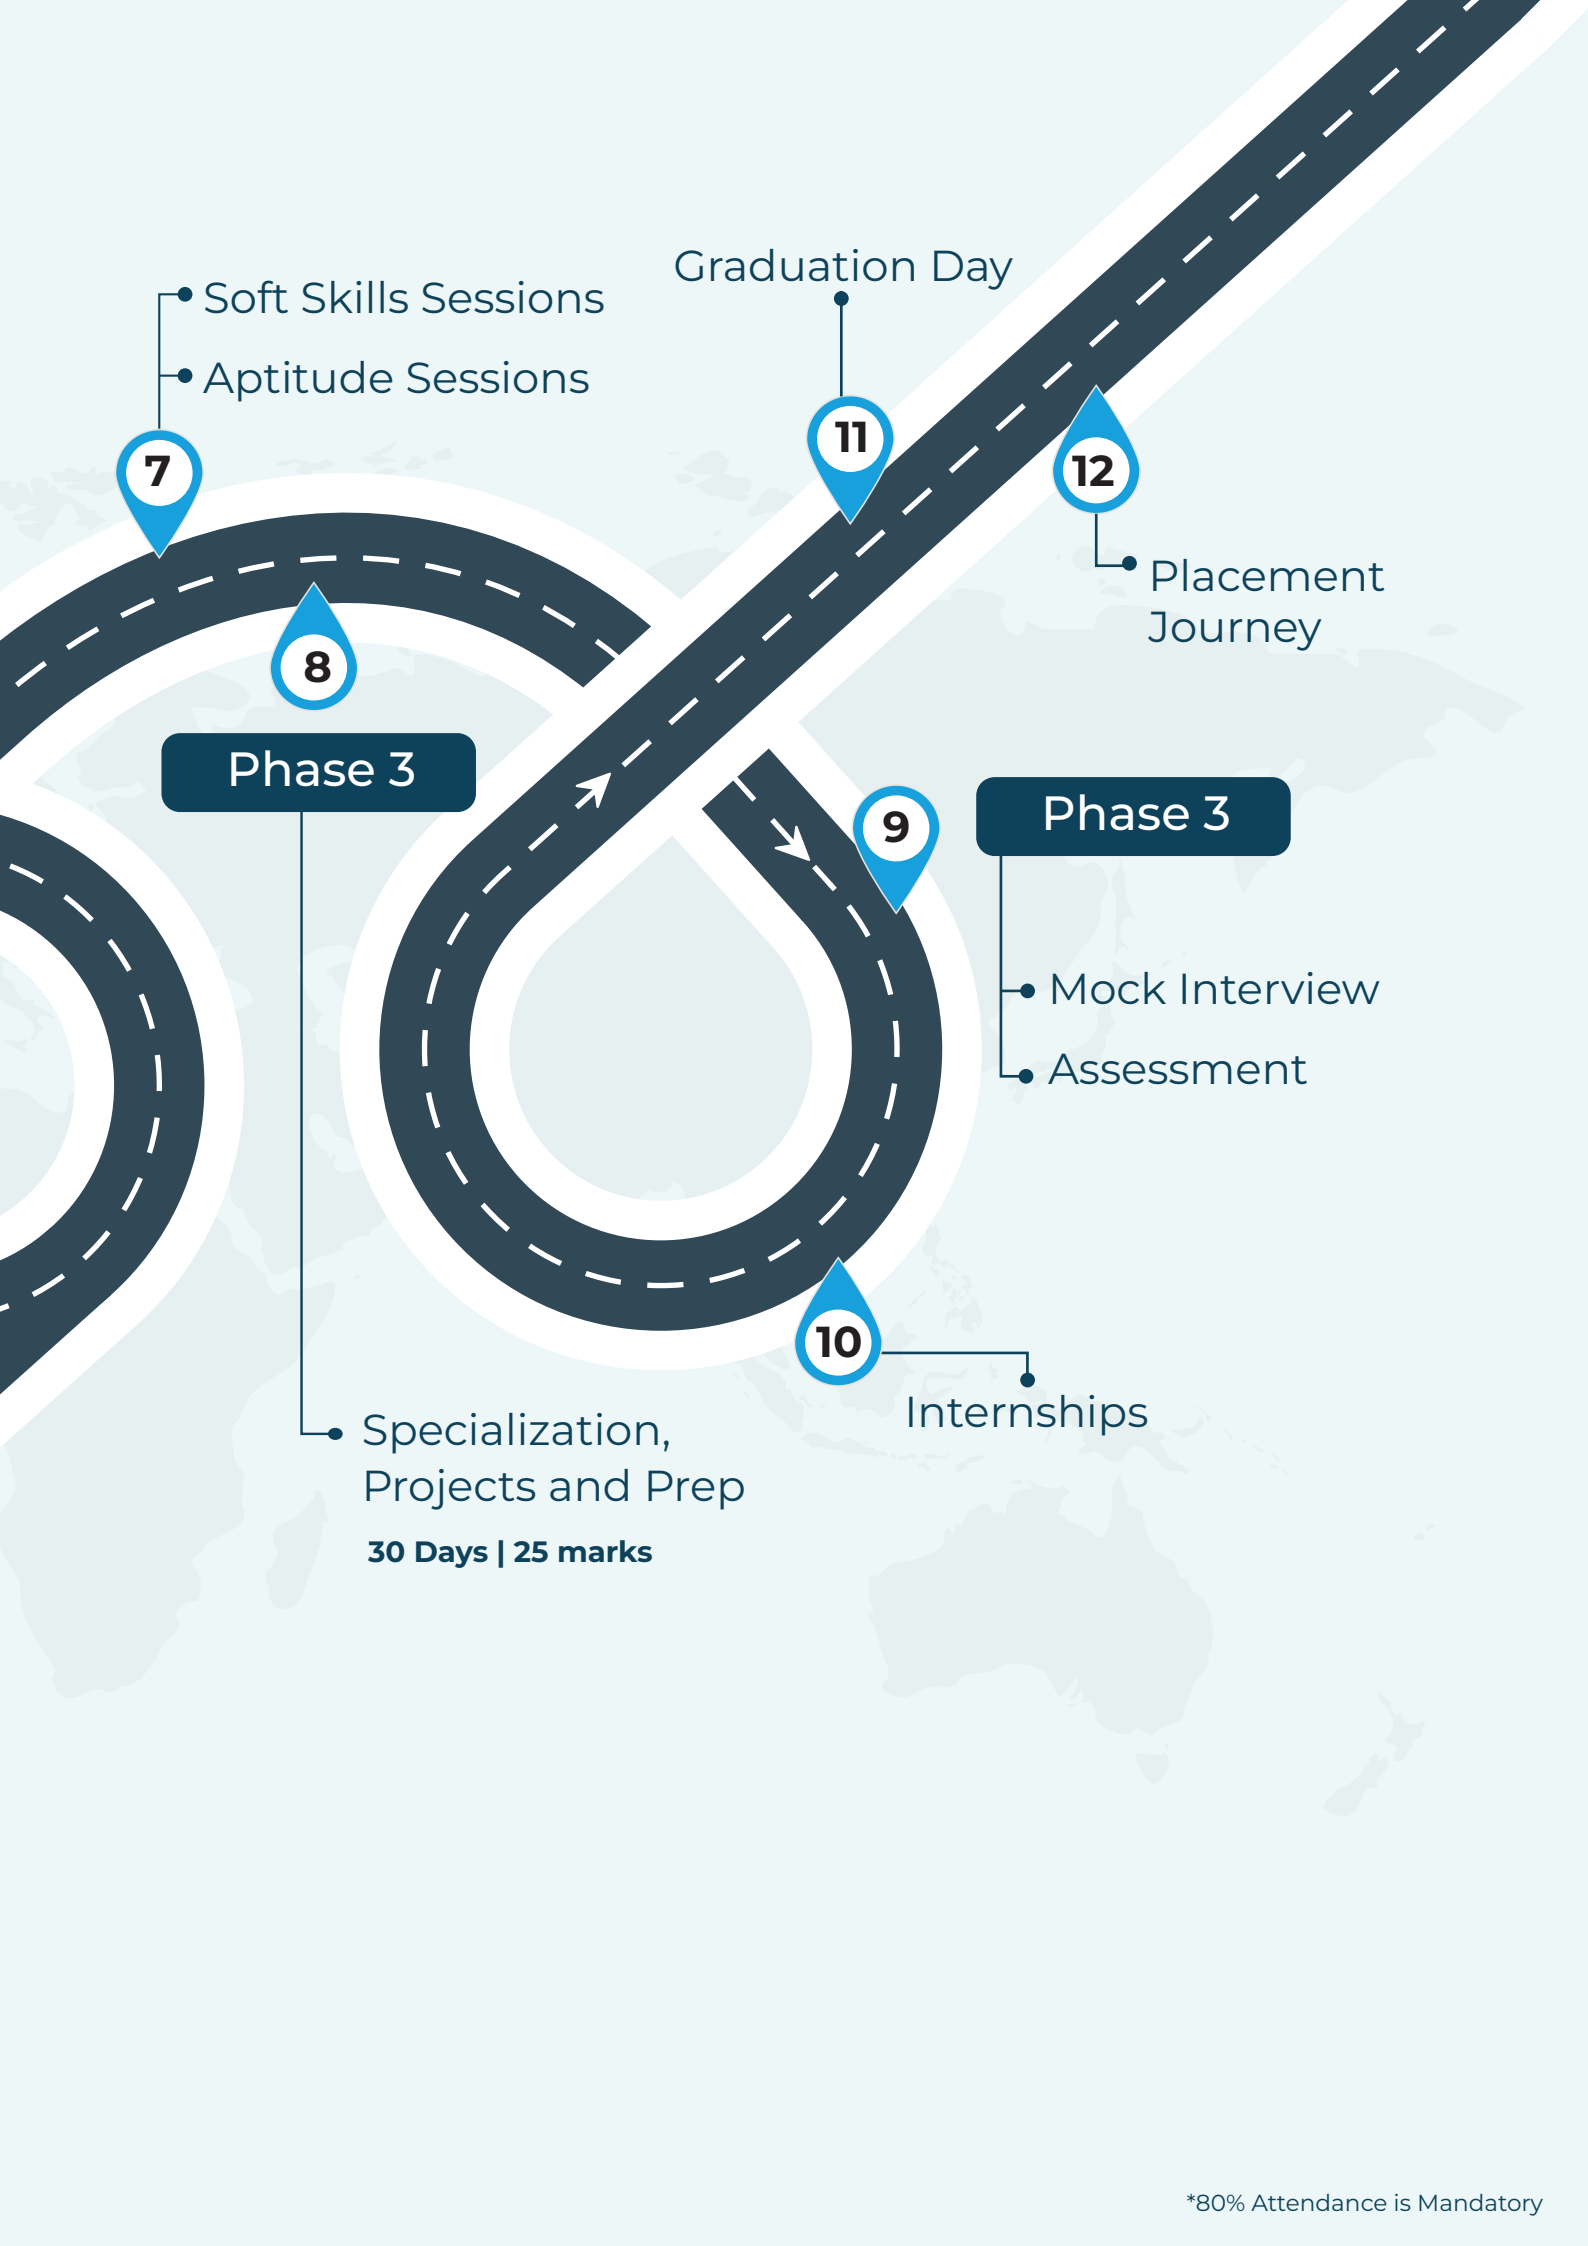 Graduation Day
Soft Skills Sessions
Aptitude Sessions
7
11
12
Placement
Journey
8
Phase 3
9
Phase 3
Mock Interview
Assessment
10
Internships
Specialization,
Projects and Prep
30 Days | 25 marks
*80% Attendance is Mandatory